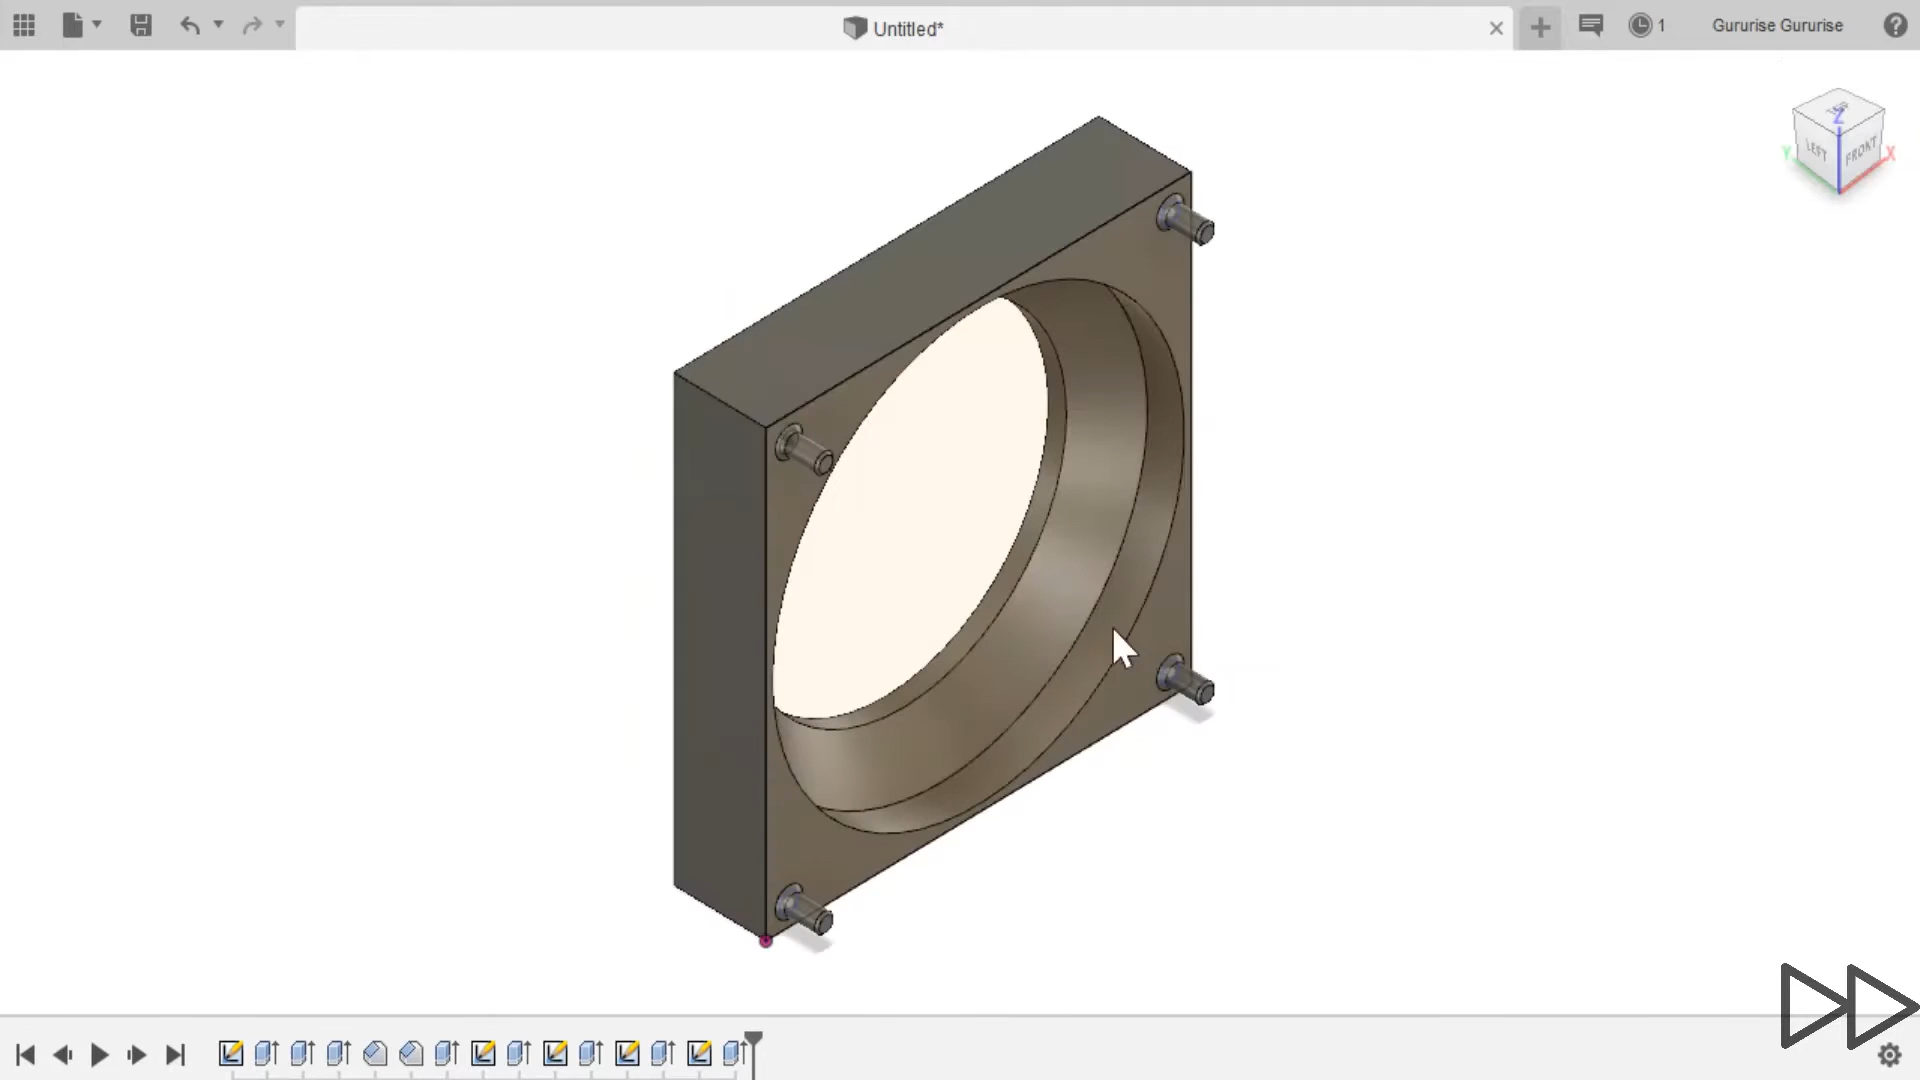 Untitled*
1
Gururise Gururise
Z
LEFT
FRONT
Y
X